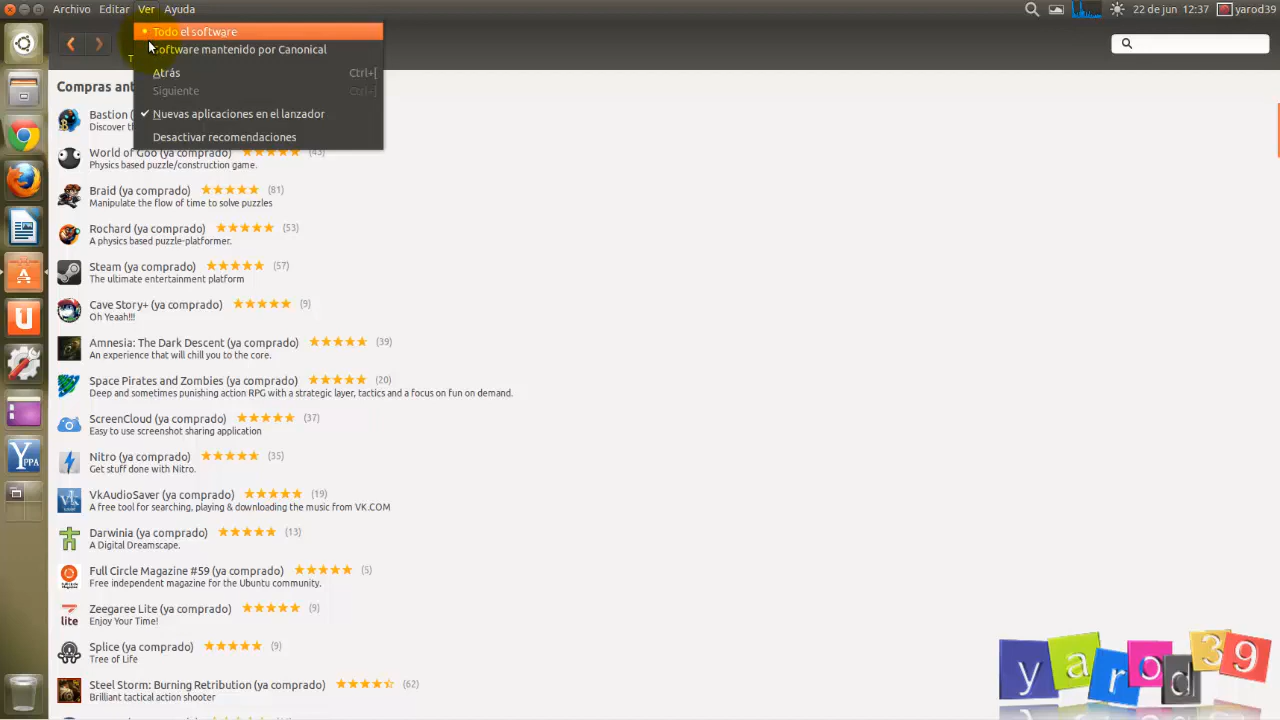 Archivo Editar Ver Ayuda
22 de jun 12:37 yarod39
Todo el software
Software mantenido por Canonical
Atrás Ctrl+[
Siguiente Ctrl+]
Nuevas aplicaciones en el lanzador
Desactivar recomendaciones
Compras ant
Bastion (
Discover th
World of Goo (ya comprado) (43)
Physics based puzzle/construction game.
Braid (ya comprado) (81)
Manipulate the flow of time to solve puzzles
Rochard (ya comprado) (53)
A physics based puzzle-platformer.
Steam (ya comprado) (57)
The ultimate entertainment platform
Cave Story+ (ya comprado) (9)
Oh Yeaah!!!
Amnesia: The Dark Descent (ya comprado) (39)
An experience that will chill you to the core.
Space Pirates and Zombies (ya comprado) (20)
Deep and sometimes punishing action RPG with a strategic layer, tactics and a focus on fun on demand.
ScreenCloud (ya comprado) (37)
Easy to use screenshot sharing application
Nitro (ya comprado) (35)
Get stuff done with Nitro.
VkAudioSaver (ya comprado) (19)
A free tool for searching, playing & downloading the music from VK.COM
Darwinia (ya comprado) (13)
A Digital Dreamscape.
Full Circle Magazine #59 (ya comprado) (5)
Free independent magazine for the Ubuntu community.
Zeegaree Lite (ya comprado) (9)
Enjoy Your Time!
Splice (ya comprado) (9)
Tree of Life
Steel Storm: Burning Retribution (ya comprado) (62)
Brilliant tactical action shooter
lite
Y PPA
yarod39